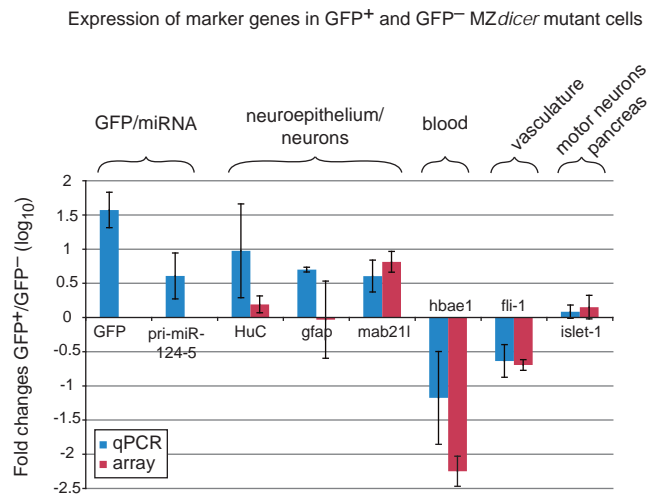 Expression of marker genes in GFP+ and GFP– MZdicer mutant cells
GFP/miRNA
neuroepithelium/
neurons
blood
vasculature
motor neurons
pancreas
Fold changes GFP+/GFP– (log10)
2
1.5
1
0.5
0
-0.5
-1
-1.5
-2
-2.5
GFP
pri-miR-
124-5
HuC
gfap
mab21l
hbae1
fli-1
islet-1
qPCR
array